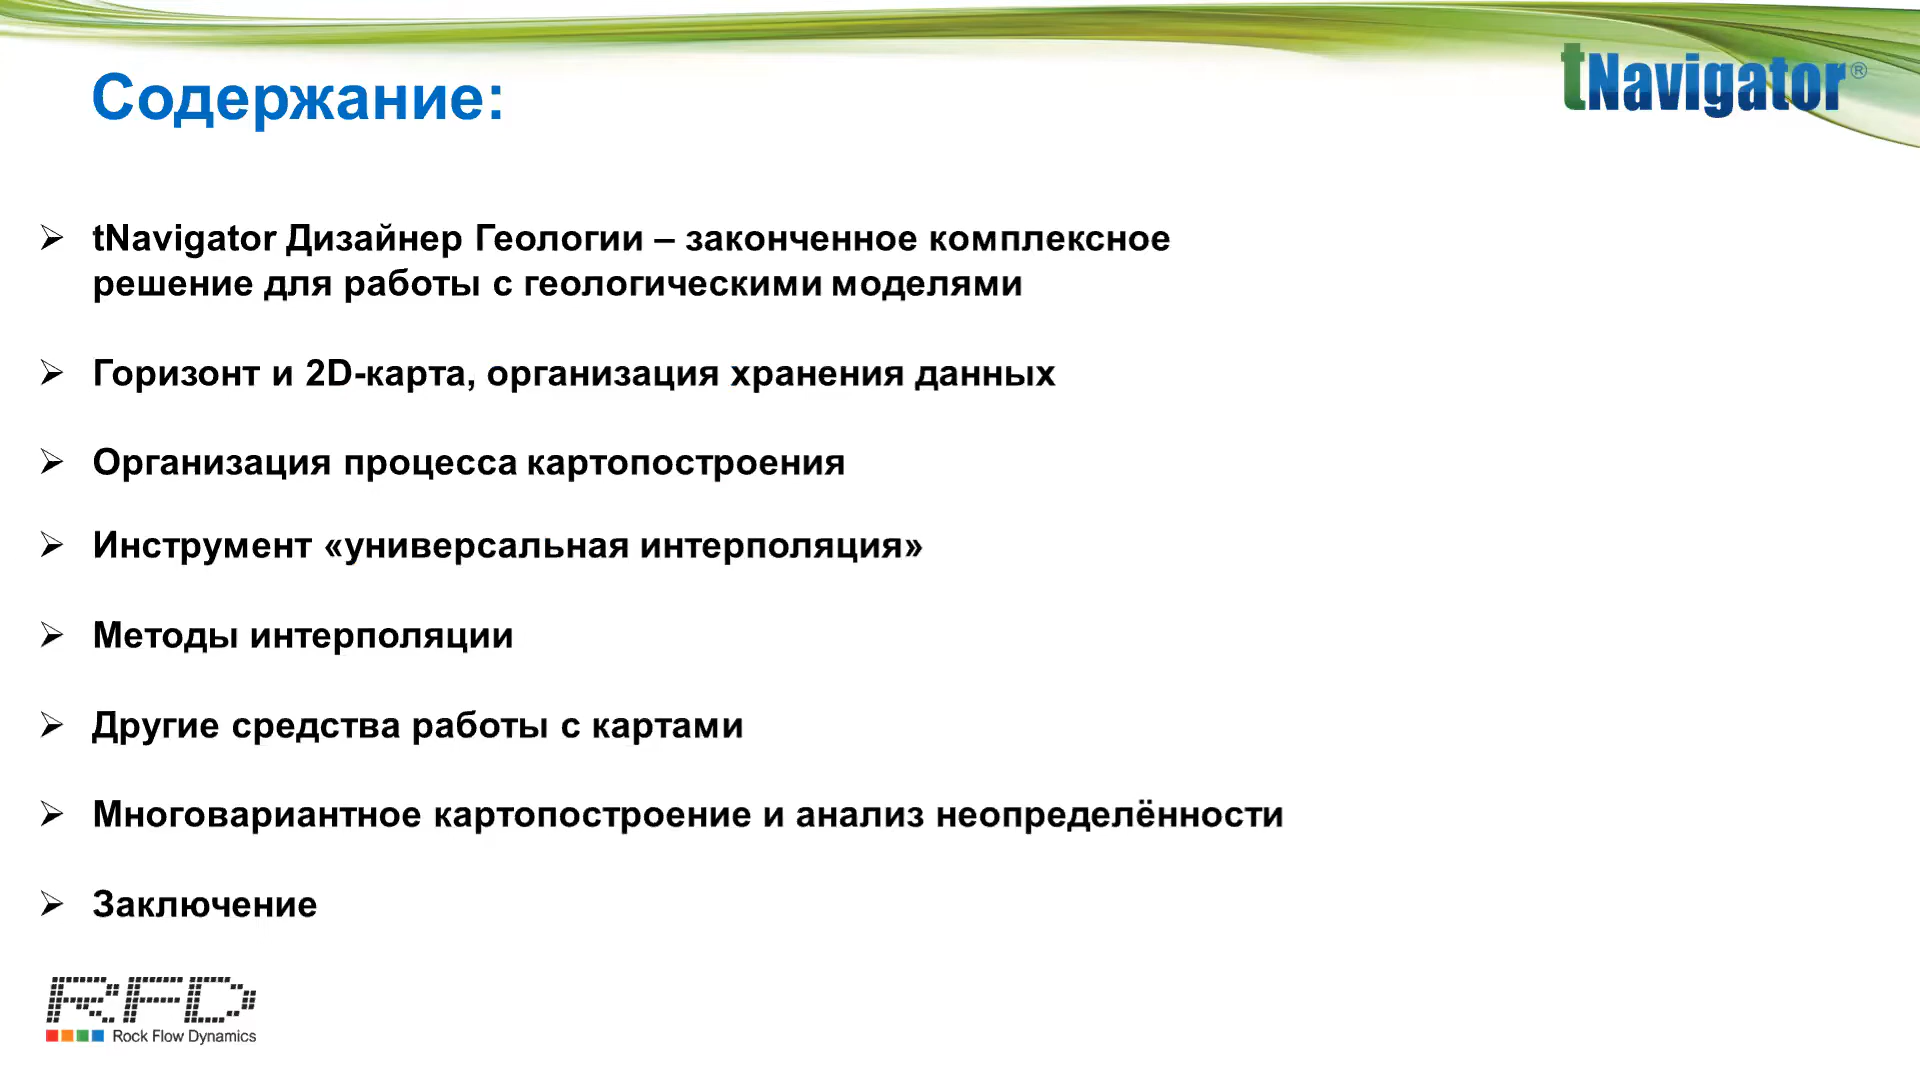 tNavigator®
Содержание:
tNavigator Дизайнер Геологии – законченное комплексное
решение для работы с геологическими моделями
Горизонт и 2D-карта, организация хранения данных
Организация процесса картопостроения
Инструмент «универсальная интерполяция»
Методы интерполяции
Другие средства работы с картами
Многовариантное картопостроение и анализ неопределённости
Заключение
RFD
Rock Flow Dynamics